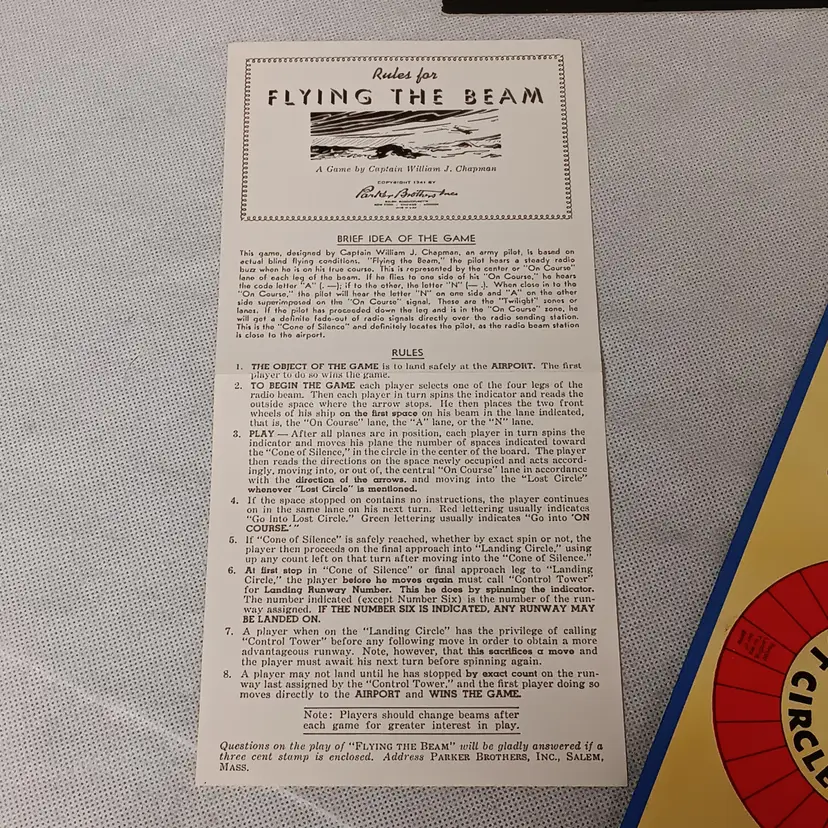 Rules for
FLYING THE BEAM
A Game by Captain William J. Chapman
COPYRIGHT 1941 BY
Parker Brothers Inc
SALEM, MASSACHUSETTS
NEW YORK · CHICAGO · LONDON
BRIEF IDEA OF THE GAME
This game, designed by Captain William J. Chapman, an army pilot, is based on
actual blind flying conditions. "Flying the Beam," the pilot hears a steady radio
buzz when he is on his true course. This is represented by the center or "On Course"
lane of each leg of the beam. If he flies to one side of his "On Course," he hears
the code letter "A" (. —); if to the other, the letter "N" (— .). When close in to the
"On Course," the pilot will hear the letter "N" on one side and "A" on the other
side superimposed on the "On Course" signal. These are the "Twilight" zones or
lanes. If the pilot has proceeded down the leg and is in the "On Course" zone, he
will get a definite fade-out of radio signals directly over the radio sending station.
This is the "Cone of Silence" and definitely locates the pilot, as the radio beam station
is close to the airport.
RULES
1. THE OBJECT OF THE GAME is to land safely at the AIRPORT. The first
player to do so wins the game.
2. TO BEGIN THE GAME each player selects one of the four legs of the
radio beam. Then each player in turn spins the indicator and reads the
outside space where the arrow stops. He then places the two front
wheels of his ship on the first space on his beam in the lane indicated,
that is, the "On Course" lane, the "A" lane, or the "N" lane.
3. PLAY — After all planes are in position, each player in turn spins the
indicator and moves his plane the number of spaces indicated toward
the "Cone of Silence," in the circle in the center of the board. The player
then reads the directions on the space newly occupied and acts accord-
ingly, moving into, or out of, the central "On Course" lane in accordance
with the direction of the arrows, and moving into the "Lost Circle"
whenever "Lost Circle" is mentioned.
4. If the space stopped on contains no instructions, the player continues
on in the same lane on his next turn. Red lettering usually indicates
"Go into Lost Circle." Green lettering usually indicates "Go into 'ON
COURSE.'"
5. If "Cone of Silence" is safely reached, whether by exact spin or not, the
player then proceeds on the final approach into "Landing Circle," using
up any count left on that turn after moving into the "Cone of Silence."
6. At first stop in "Cone of Silence" or final approach leg to "Landing
Circle," the player before he moves again must call "Control Tower"
for Landing Runway Number. This he does by spinning the indicator.
The number indicated (except Number Six) is the number of the run-
way assigned. IF THE NUMBER SIX IS INDICATED, ANY RUNWAY MAY
BE LANDED ON.
7. A player when on the "Landing Circle" has the privilege of calling
"Control Tower" before any following move in order to obtain a more
advantageous runway. Note, however, that this sacrifices a move and
the player must await his next turn before spinning again.
8. A player may not land until he has stopped by exact count on the run-
way last assigned by the "Control Tower," and the first player doing so
moves directly to the AIRPORT and WINS THE GAME.
Note: Players should change beams after
each game for greater interest in play.
Questions on the play of "FLYING THE BEAM" will be gladly answered if a
three cent stamp is enclosed. Address PARKER BROTHERS, INC., SALEM,
MASS.
CIRCLE